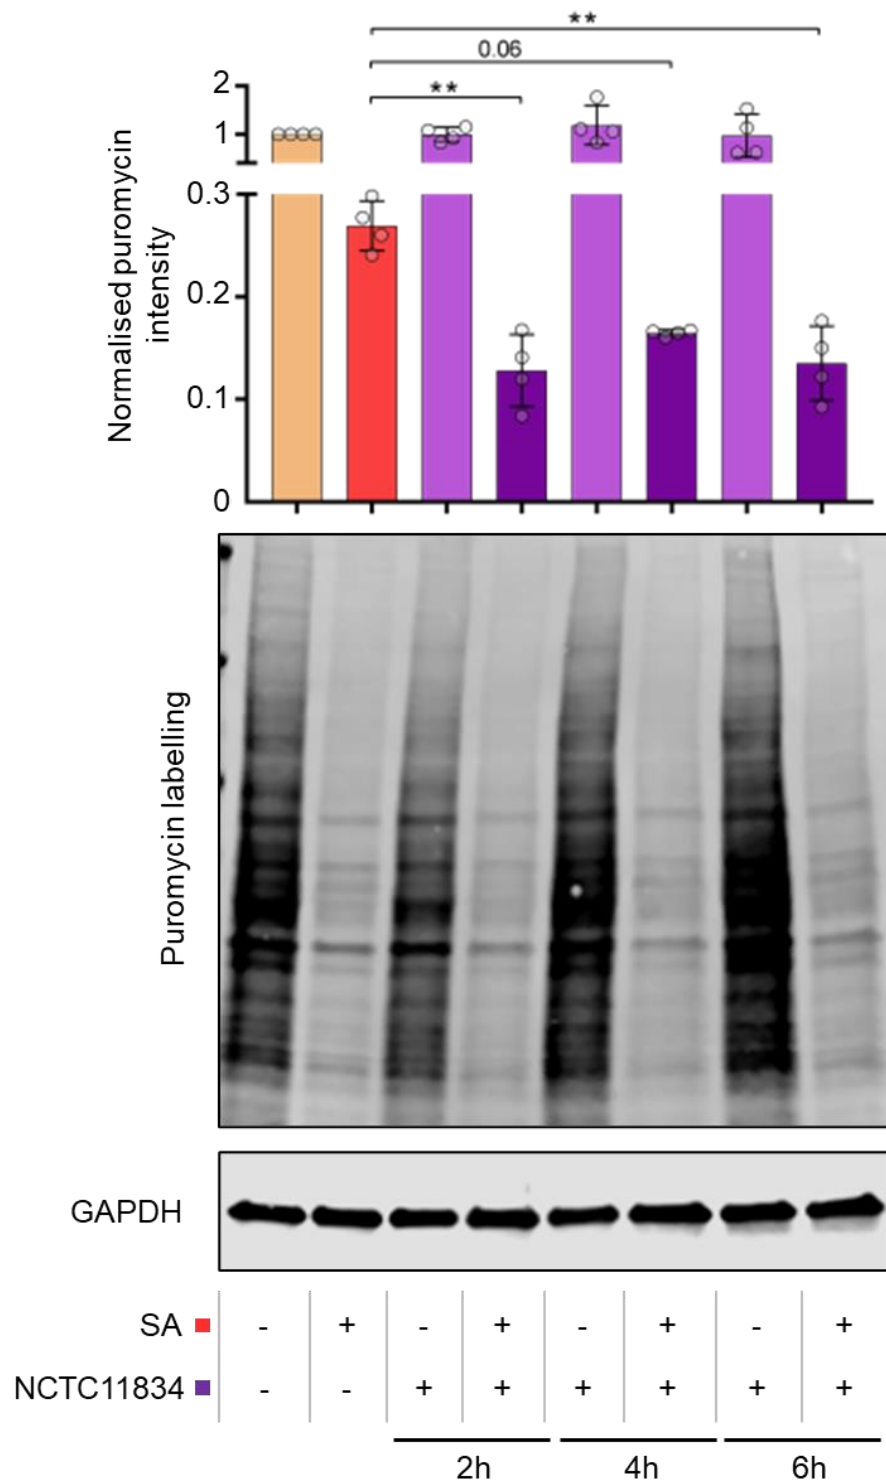 **
0.06
**
2
1
0.3
0.2
0.1
0
Normalised puromycin
intensity
Puromycin labelling
GAPDH
SA - + - + - + - +
NCTC11834 - - + + + + + +
2h 4h 6h